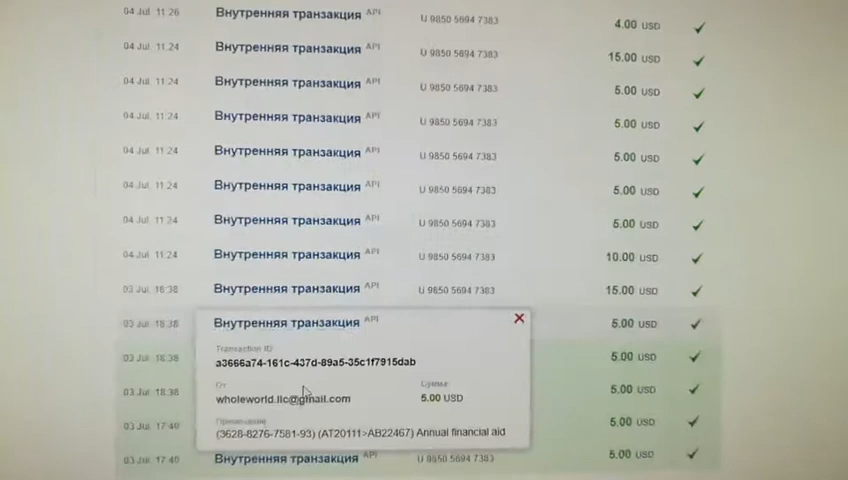 04 Jul. 11:26 Внутренняя транзакция API U 9850 5694 7383 4.00 USD
04 Jul. 11:24 Внутренняя транзакция API U 9850 5694 7383 15.00 USD
04 Jul. 11:24 Внутренняя транзакция API U 9850 5694 7383 5.00 USD
04 Jul. 11:24 Внутренняя транзакция API U 9850 5694 7383 5.00 USD
04 Jul. 11:24 Внутренняя транзакция API U 9850 5694 7383 5.00 USD
04 Jul. 11:24 Внутренняя транзакция API U 9850 5694 7383 5.00 USD
04 Jul. 11:24 Внутренняя транзакция API U 9850 5694 7383 5.00 USD
04 Jul. 11:24 Внутренняя транзакция API U 9850 5694 7383 10.00 USD
03 Jul. 18:38 Внутренняя транзакция API U 9850 5694 7383 15.00 USD
03 Jul. 18:38 Внутренняя транзакция API 5.00 USD
Transaction ID
a3666a74-161c-437d-89a5-35c1f7915dab
03 Jul. 18:38 5.00 USD
От Сумма
03 Jul. 18:38 5.00 USD
wholeworld.llc@gmail.com 5.00 USD
Примечание
03 Jul. 17:40 5.00 USD
(3628-8276-7581-93) (AT20111>AB22467) Annual financial aid
03 Jul. 17:40 Внутренняя транзакция API U 9850 5694 7383 5.00 USD